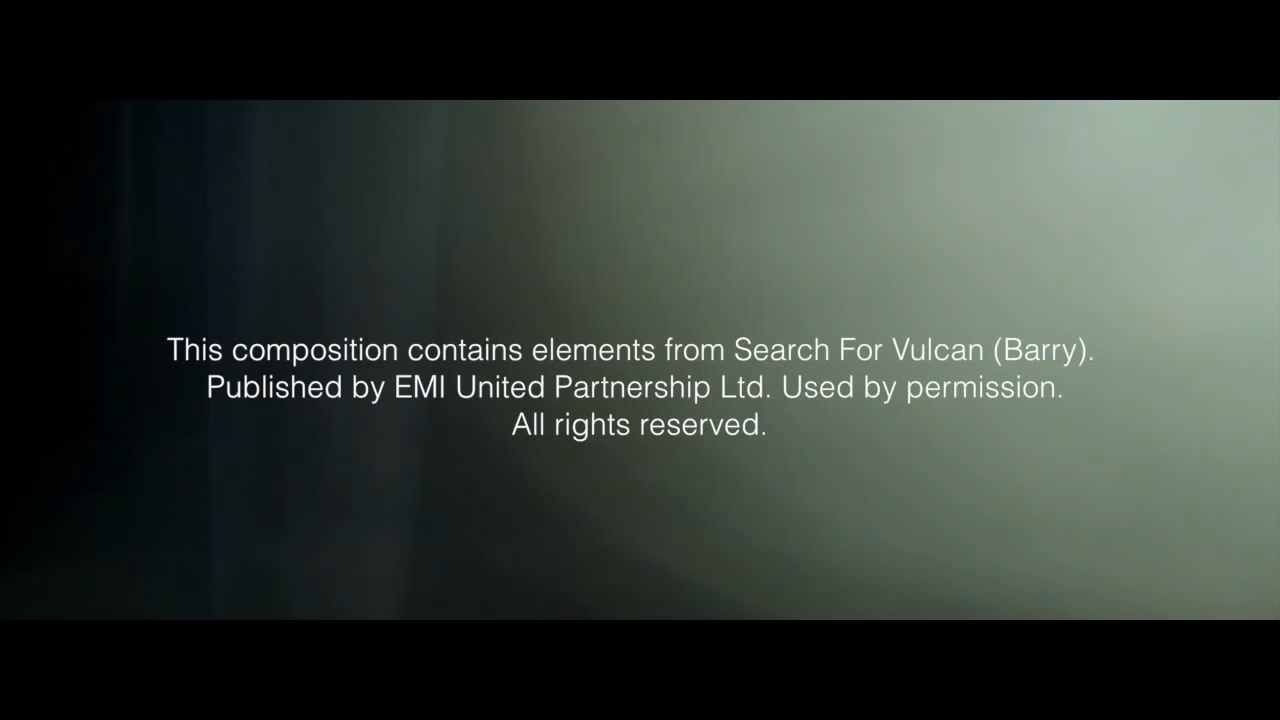 This composition contains elements from Search For Vulcan (Barry).
Published by EMI United Partnership Ltd. Used by permission.
All rights reserved.